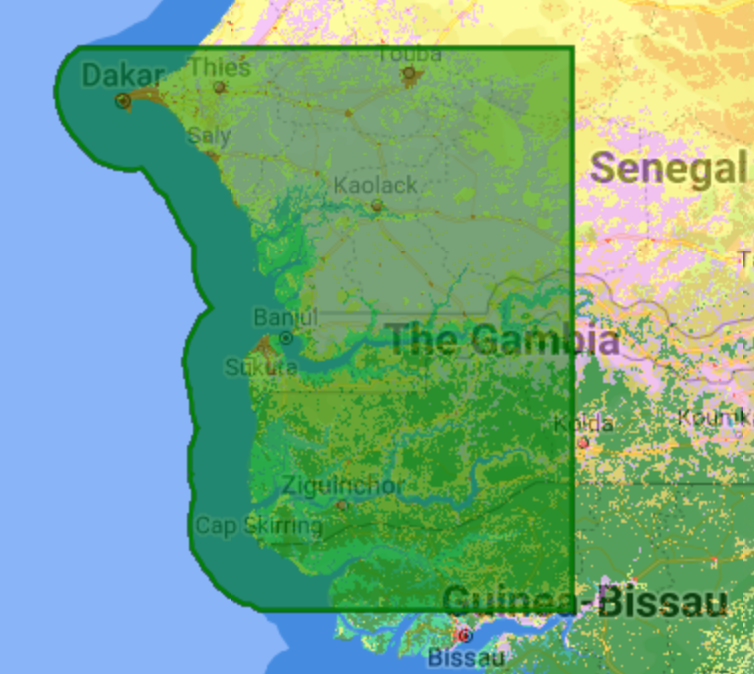 Touba
Dakar
Thies
Saly
Senegal
Kaolack
Banjul
The Gambia
Sukuta
Kolda
Ziguinchor
Cap Skirring
Guinea-Bissau
Bissau